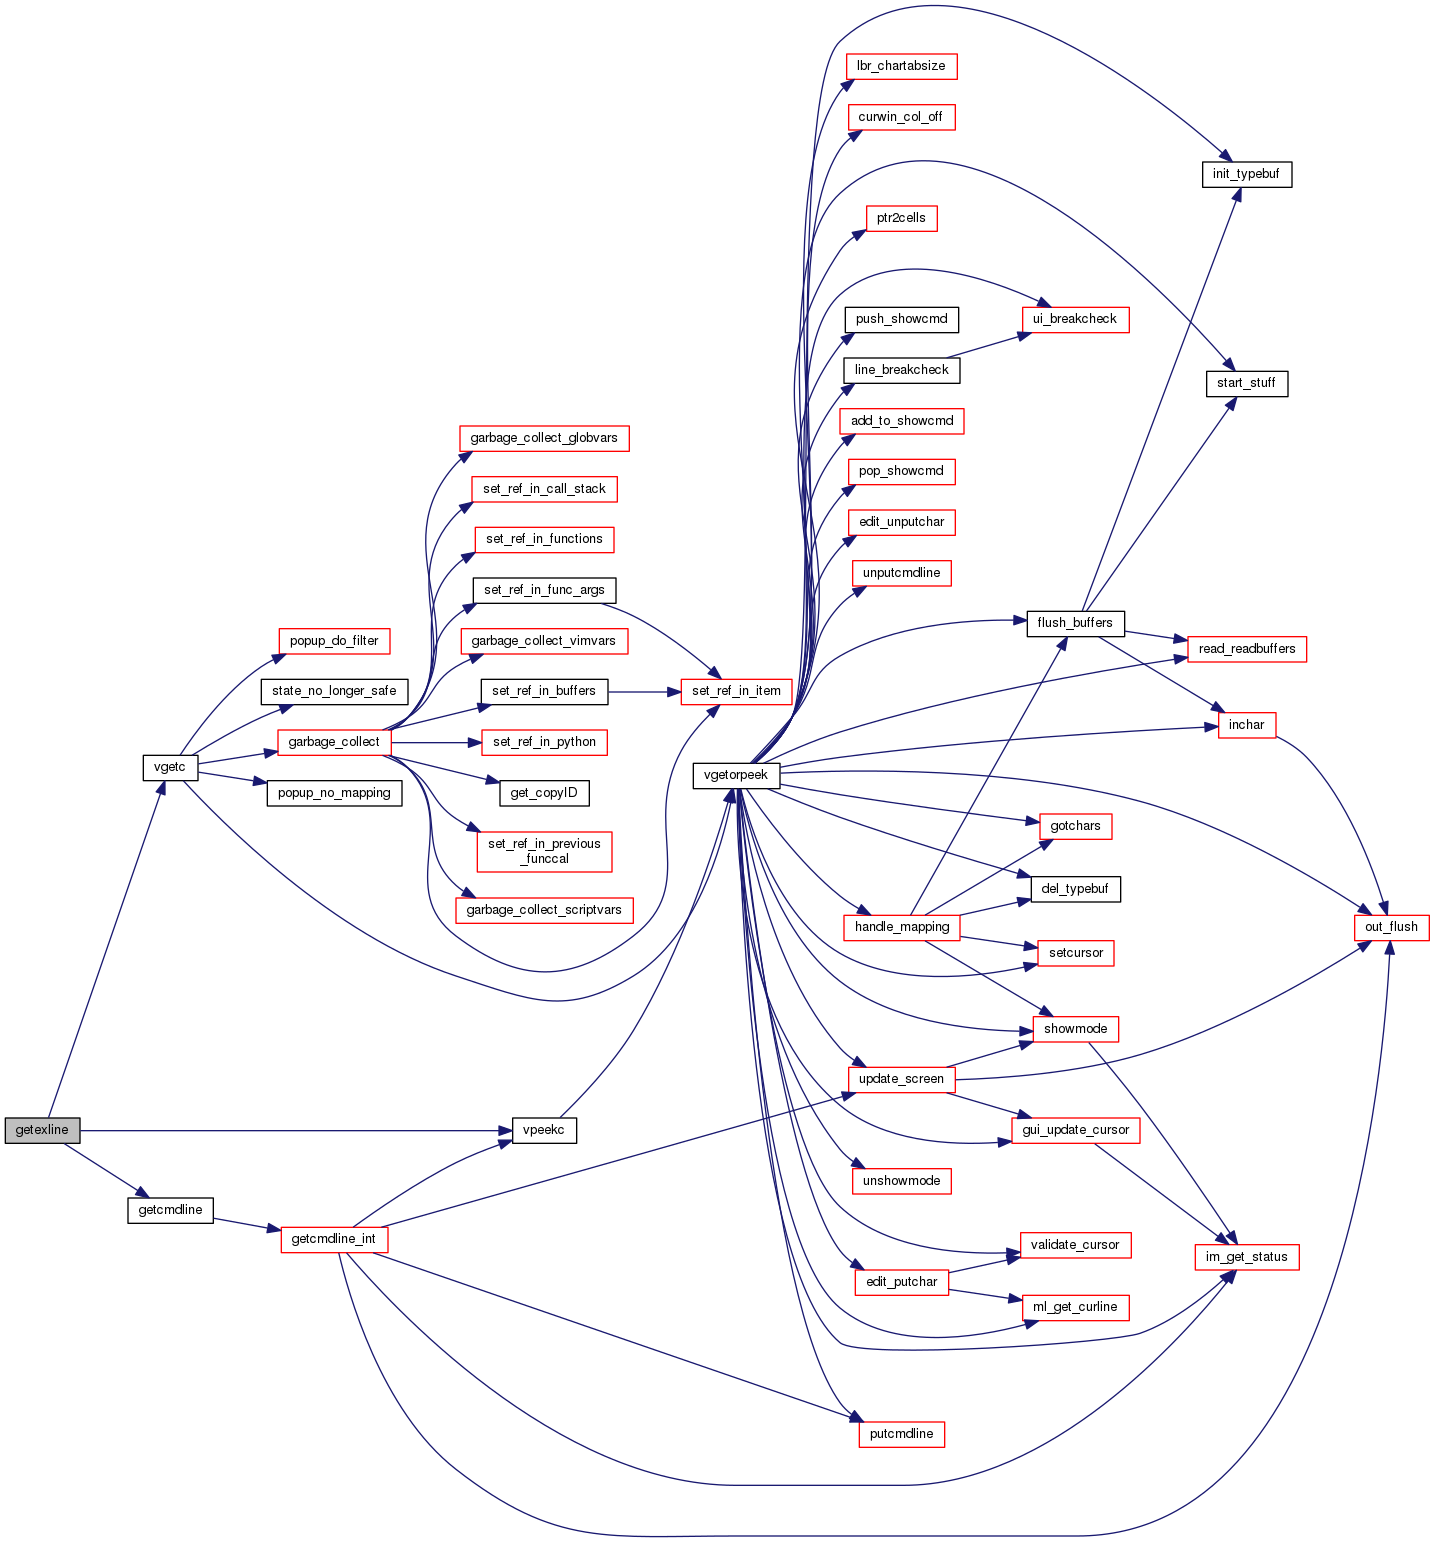 lbr_chartabsize
curwin_col_off
init_typebuf
ptr2cells
push_showcmd
ui_breakcheck
line_breakcheck
start_stuff
add_to_showcmd
garbage_collect_globvars
pop_showcmd
set_ref_in_call_stack
edit_unputchar
set_ref_in_functions
unputcmdline
set_ref_in_func_args
flush_buffers
popup_do_filter
garbage_collect_vimvars
read_readbuffers
state_no_longer_safe
set_ref_in_buffers
set_ref_in_item
inchar
garbage_collect
set_ref_in_python
vgetc
vgetorpeek
popup_no_mapping
get_copyID
gotchars
set_ref_in_previous
_funccal
del_typebuf
garbage_collect_scriptvars
handle_mapping
out_flush
setcursor
showmode
update_screen
getexline
vpeekc
gui_update_cursor
unshowmode
getcmdline
getcmdline_int
validate_cursor
im_get_status
edit_putchar
ml_get_curline
putcmdline